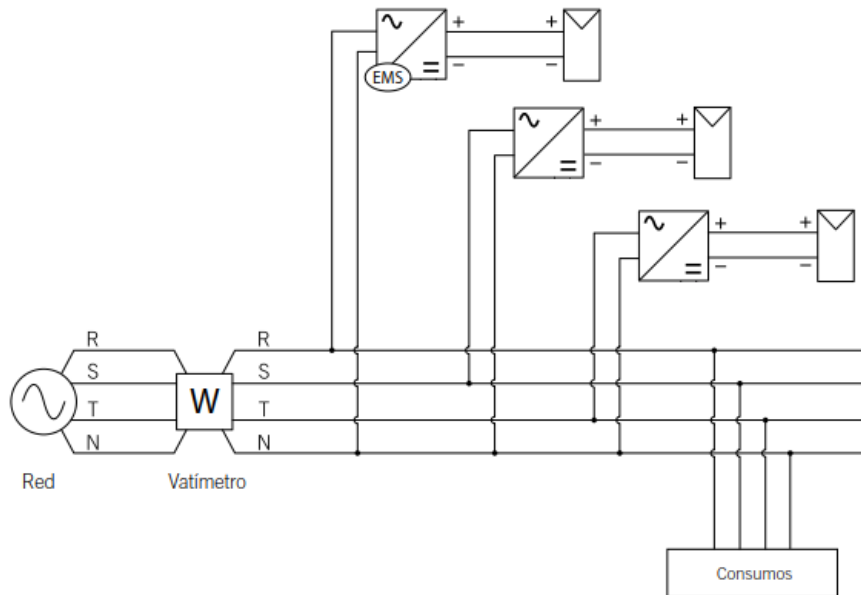 + +
EMS
− −
+ +
− −
+ +
− −
R R
S S
W
T T
N N
Red Vatímetro
Consumos